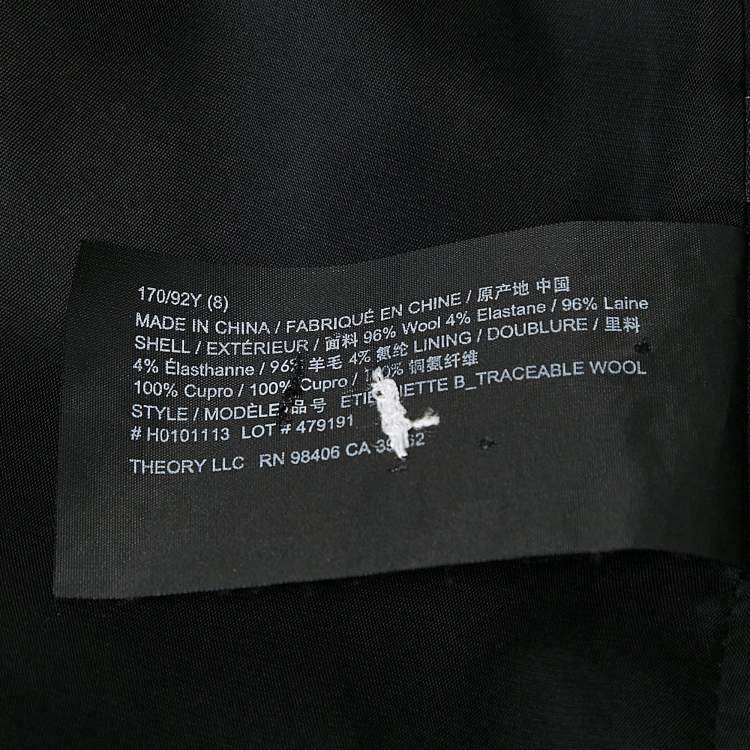 170/92Y (8)
MADE IN CHINA / FABRIQUÉ EN CHINE / 原产地 中国
SHELL / EXTÉRIEUR / 面料 96% Wool 4% Elastane / 96% Laine
4% Élasthanne / 96% 羊毛 4% 氨纶 LINING / DOUBLURE / 里料
100% Cupro / 100% Cupro / 100% 铜氨纤维
STYLE / MODÈLE / 品号 B_TRACEABLE WOOL
# H0101113 LOT # 479191
THEORY LLC RN 98406 CA